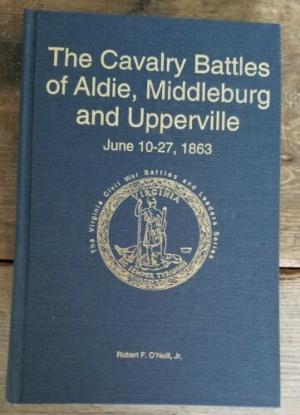 The Cavalry Battles
of Aldie, Middleburg
and Upperville
June 10-27, 1863
The Virginia Civil War Battles and Leaders Series
VIRGINIA
SIC SEMPER TYRANNIS
Robert F. O'Neill, Jr.